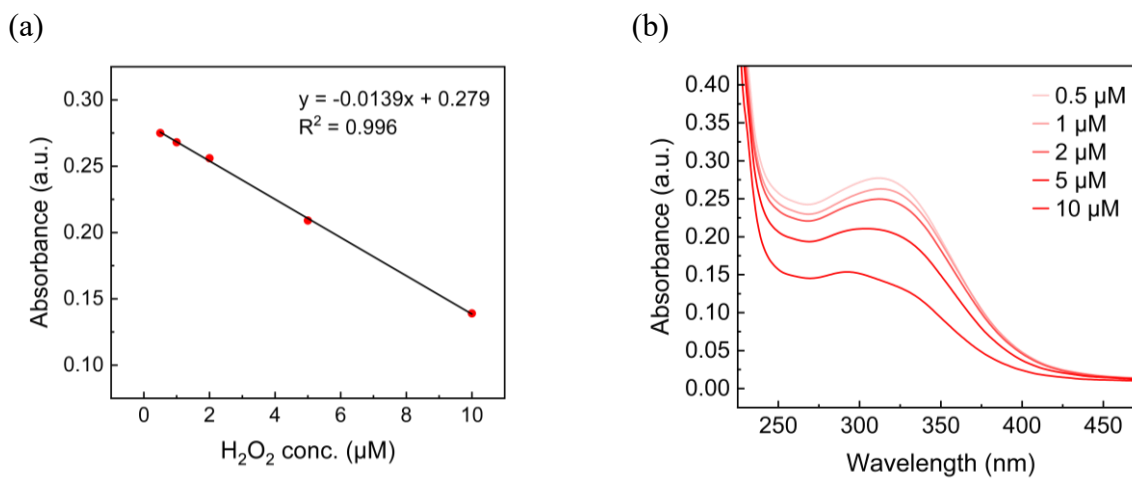 (a)
(b)
y = -0.0139x + 0.279
R² = 0.996
Absorbance (a.u.)
0.30
0.25
0.20
0.15
0.10
0 2 4 6 8 10
H₂O₂ conc. (μM)
0.5 μM
1 μM
2 μM
5 μM
10 μM
Absorbance (a.u.)
0.40
0.35
0.30
0.25
0.20
0.15
0.10
0.05
0.00
250 300 350 400 450
Wavelength (nm)